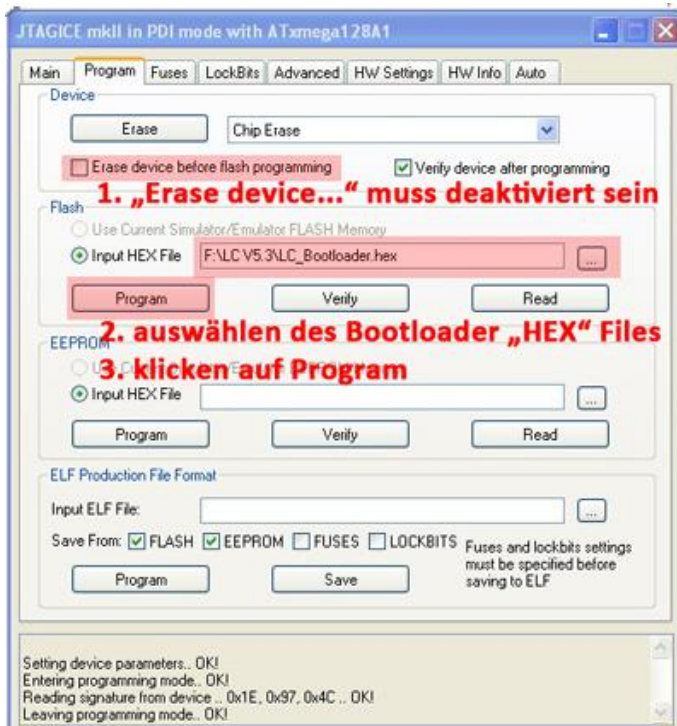 JTAGICE mkII in PDI mode with ATxmega128A1
Main Program Fuses LockBits Advanced HW Settings HW Info Auto
Device
Erase Chip Erase
Erase device before flash programming Verify device after programming
1. „Erase device...“ muss deaktiviert sein
Flash
Use Current Simulator/Emulator FLASH Memory
Input HEX File F:\LC V5.3\LC_Bootloader.hex ...
Program Verify Read
2. auswählen des Bootloader „HEX“ Files
EEPROM
3. klicken auf Program
Input HEX File ...
Program Verify Read
ELF Production File Format
Input ELF File: ...
Save From: FLASH EEPROM FUSES LOCKBITS Fuses and lockbits settings
must be specified before
Program Save saving to ELF
Setting device parameters.. OK!
Entering programming mode.. OK!
Reading signature from device .. 0x1E, 0x97, 0x4C .. OK!
Leaving programming mode.. OK!